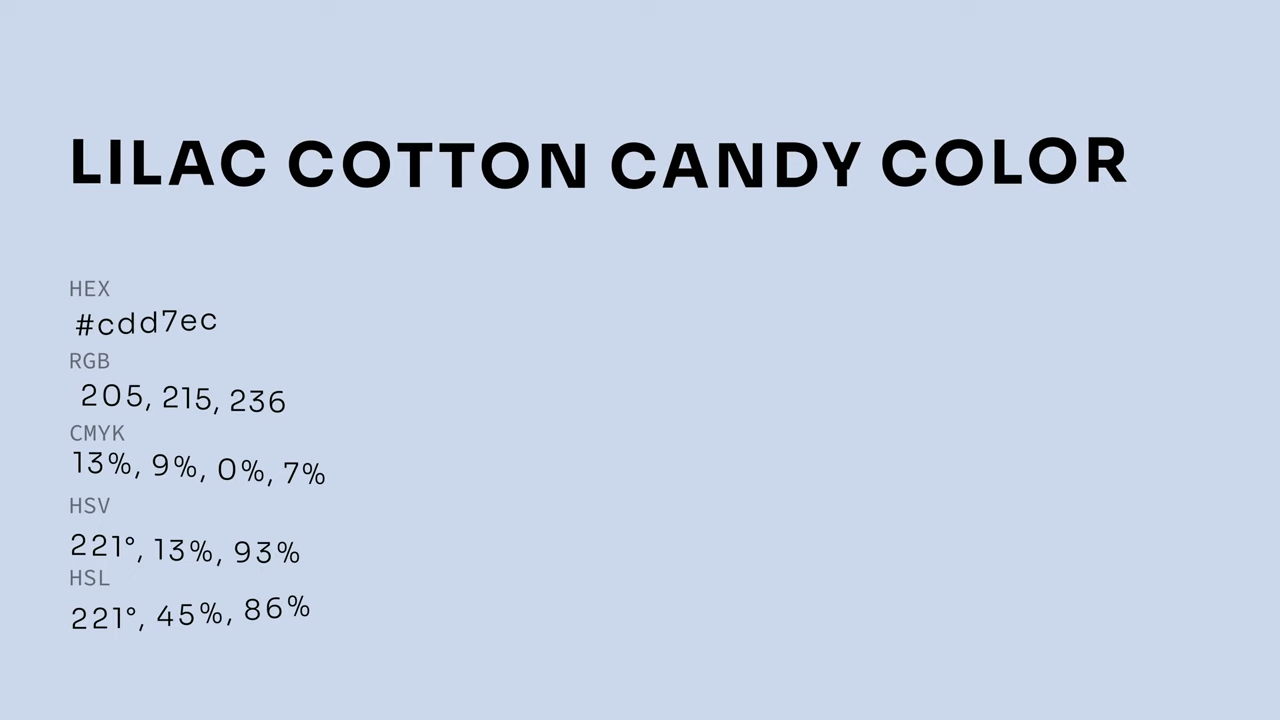 LILAC COTTON CANDY COLOR
HEX
#cdd7ec
RGB
205, 215, 236
CMYK
13%, 9%, 0%, 7%
HSV
221°, 13%, 93%
HSL
221°, 45%, 86%